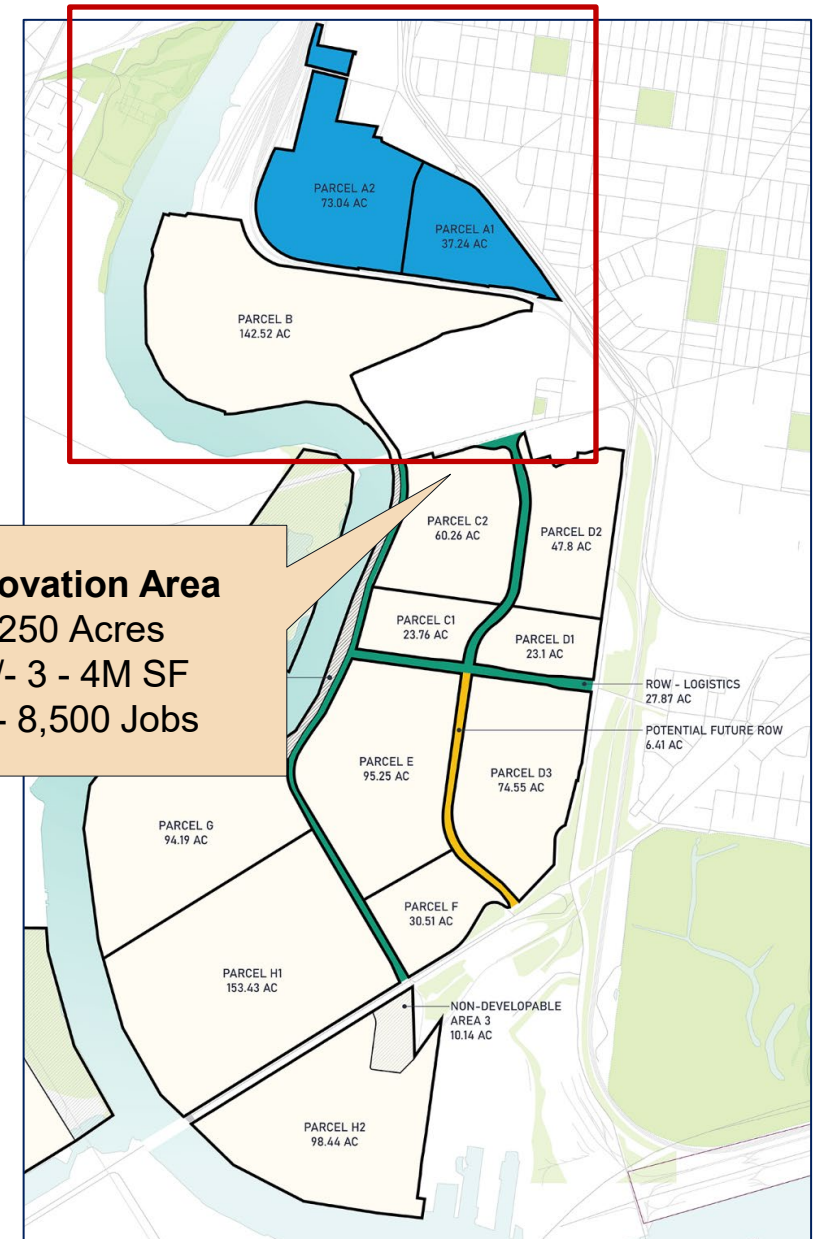 PARCEL A2
73.04 AC
PARCEL A1
37.24 AC
PARCEL B
142.52 AC
PARCEL C2
60.26 AC
PARCEL D2
47.8 AC
ovation Area
250 Acres
/- 3 - 4M SF
- 8,500 Jobs
PARCEL C1
23.76 AC
PARCEL D1
23.1 AC
ROW - LOGISTICS
27.87 AC
POTENTIAL FUTURE ROW
6.41 AC
PARCEL E
95.25 AC
PARCEL D3
74.55 AC
PARCEL G
94.19 AC
PARCEL F
30.51 AC
PARCEL H1
153.43 AC
NON-DEVELOPABLE
AREA 3
10.14 AC
PARCEL H2
98.44 AC